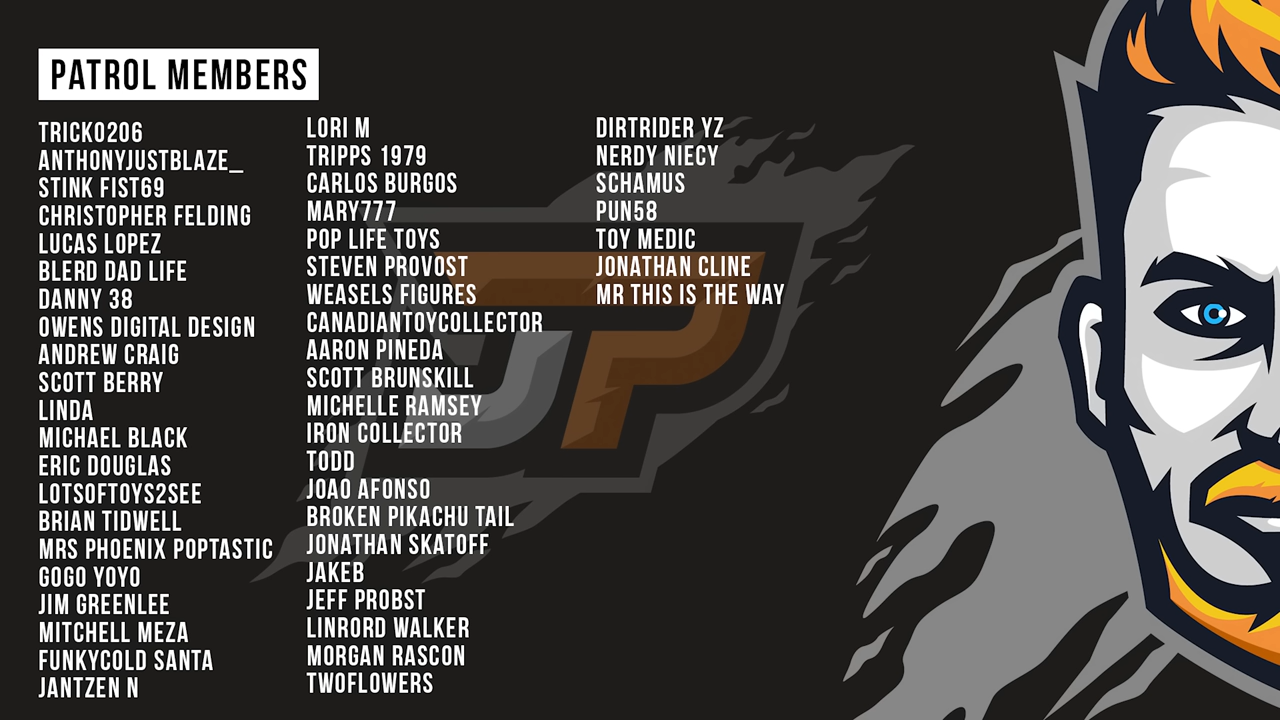 PATROL MEMBERS
TRICKO206
ANTHONYJUSTBLAZE_
STINK FIST69
CHRISTOPHER FELDING
LUCAS LOPEZ
BLERD DAD LIFE
DANNY 38
OWENS DIGITAL DESIGN
ANDREW CRAIG
SCOTT BERRY
LINDA
MICHAEL BLACK
ERIC DOUGLAS
LOTSOFTOYS2SEE
BRIAN TIDWELL
MRS PHOENIX POPTASTIC
GOGO YOYO
JIM GREENLEE
MITCHELL MEZA
FUNKYCOLD SANTA
JANTZEN N
LORI M
TRIPPS 1979
CARLOS BURGOS
MARY777
POP LIFE TOYS
STEVEN PROVOST
WEASELS FIGURES
CANADIANTOYCOLLECTOR
AARON PINEDA
SCOTT BRUNSKILL
MICHELLE RAMSEY
IRON COLLECTOR
TODD
JOAO AFONSO
BROKEN PIKACHU TAIL
JONATHAN SKATOFF
JAKEB
JEFF PROBST
LINRORD WALKER
MORGAN RASCON
TWOFLOWERS
DIRTRIDER YZ
NERDY NIECY
SCHAMUS
PUN58
TOY MEDIC
JONATHAN CLINE
MR THIS IS THE WAY
JP